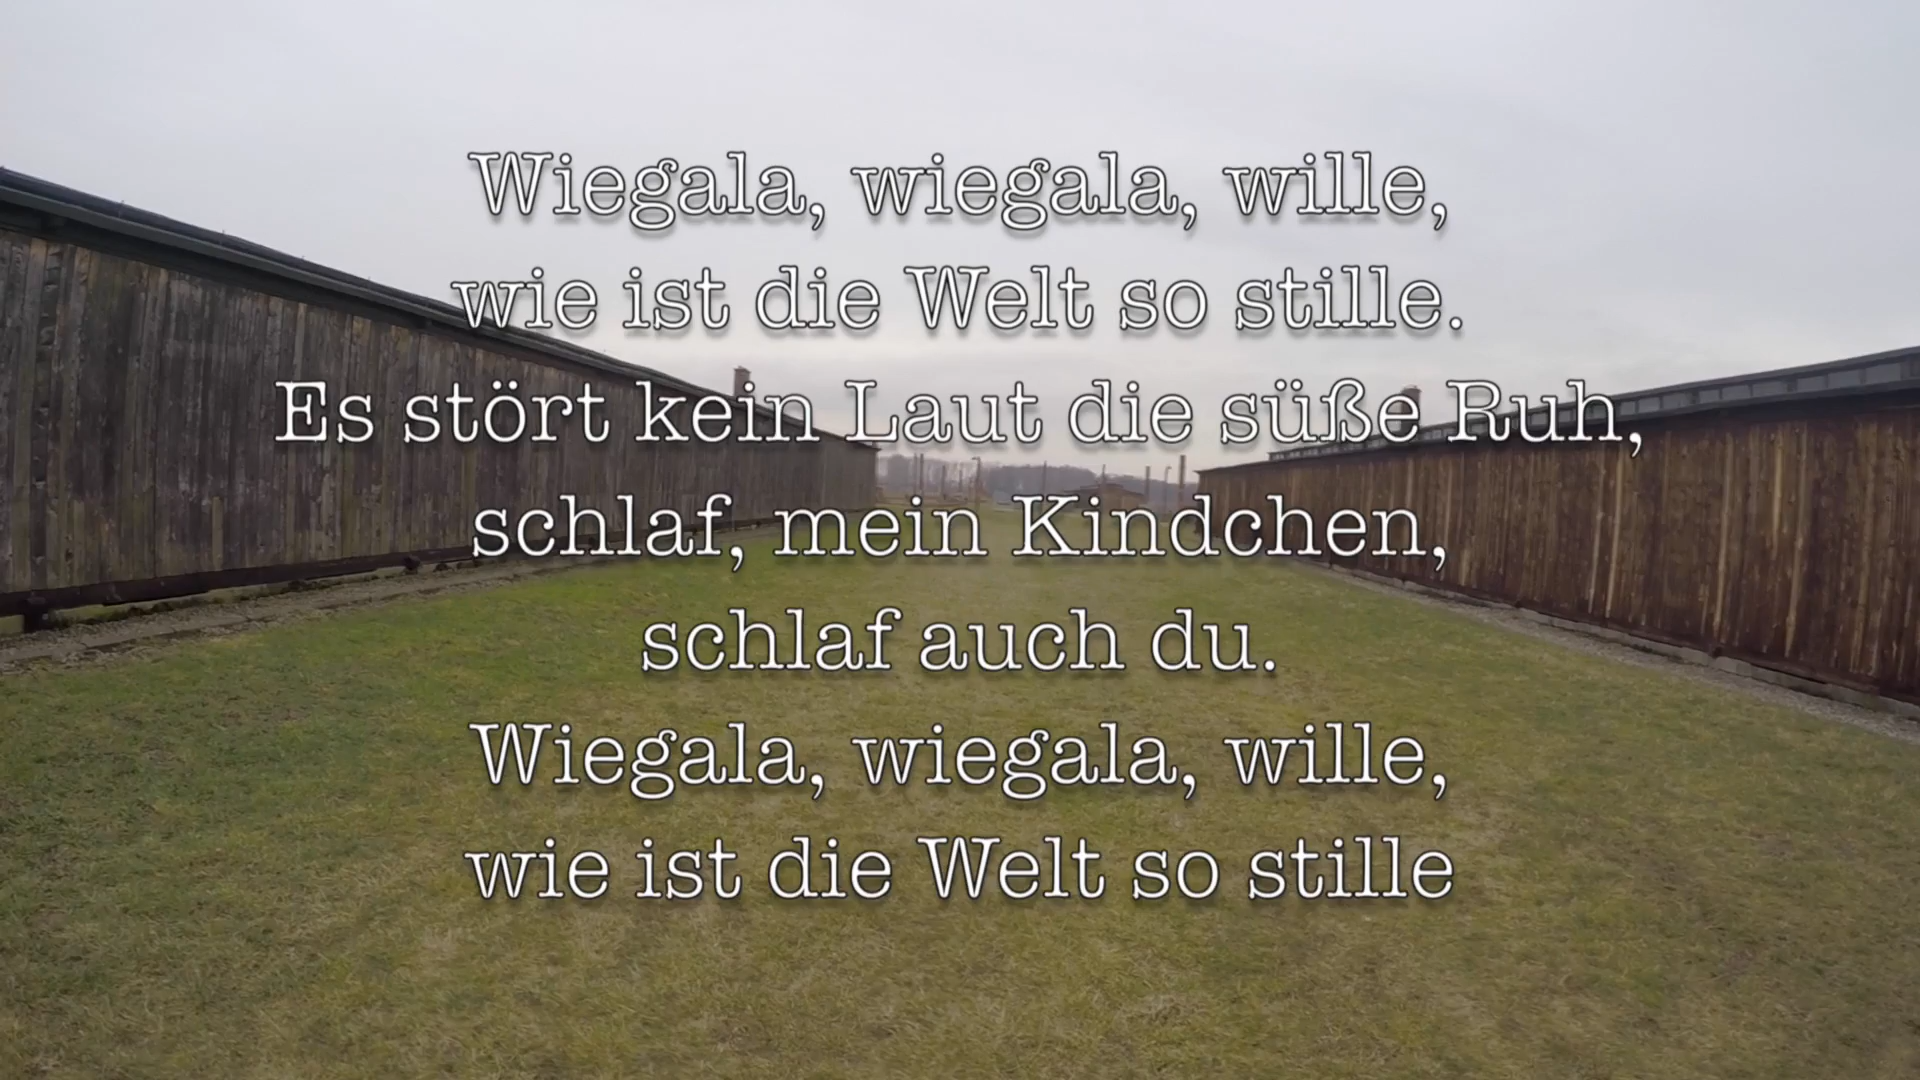 Wiegala, wiegala, wille,
wie ist die Welt so stille.
Es stört kein Laut die süße Ruh,
schlaf, mein Kindchen,
schlaf auch du.
Wiegala, wiegala, wille,
wie ist die Welt so stille